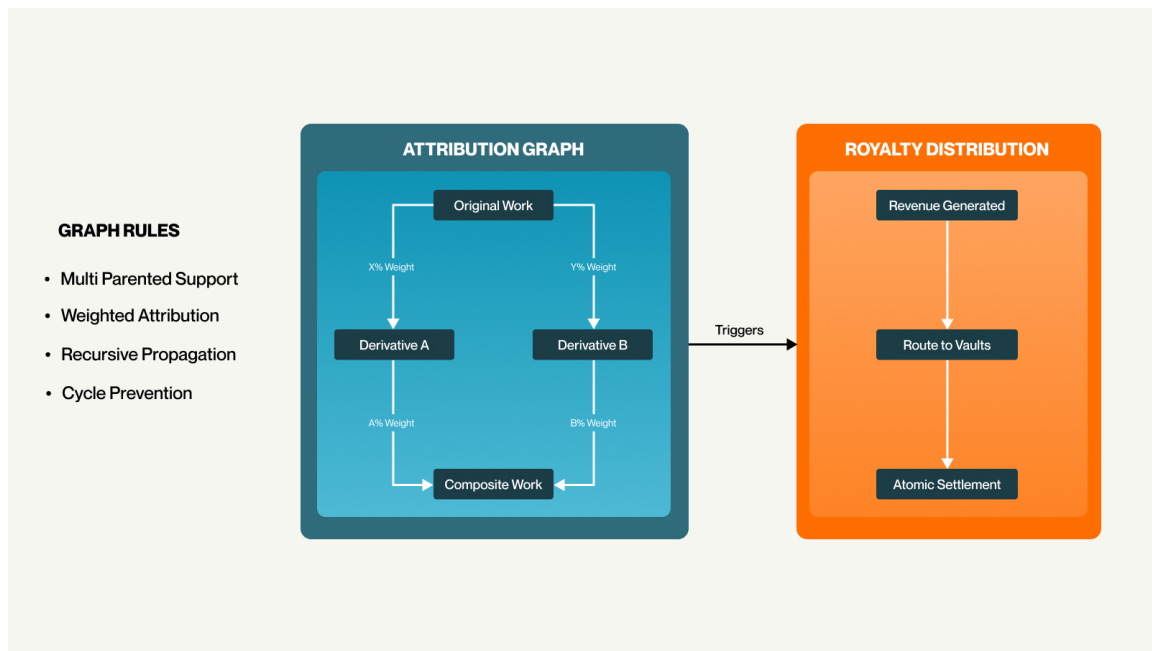 GRAPH RULES
• Multi Parented Support
• Weighted Attribution
• Recursive Propagation
• Cycle Prevention
ATTRIBUTION GRAPH
Original Work
X% Weight
Y% Weight
Derivative A
Derivative B
A% Weight
B% Weight
Composite Work
Triggers
ROYALTY DISTRIBUTION
Revenue Generated
Route to Vaults
Atomic Settlement